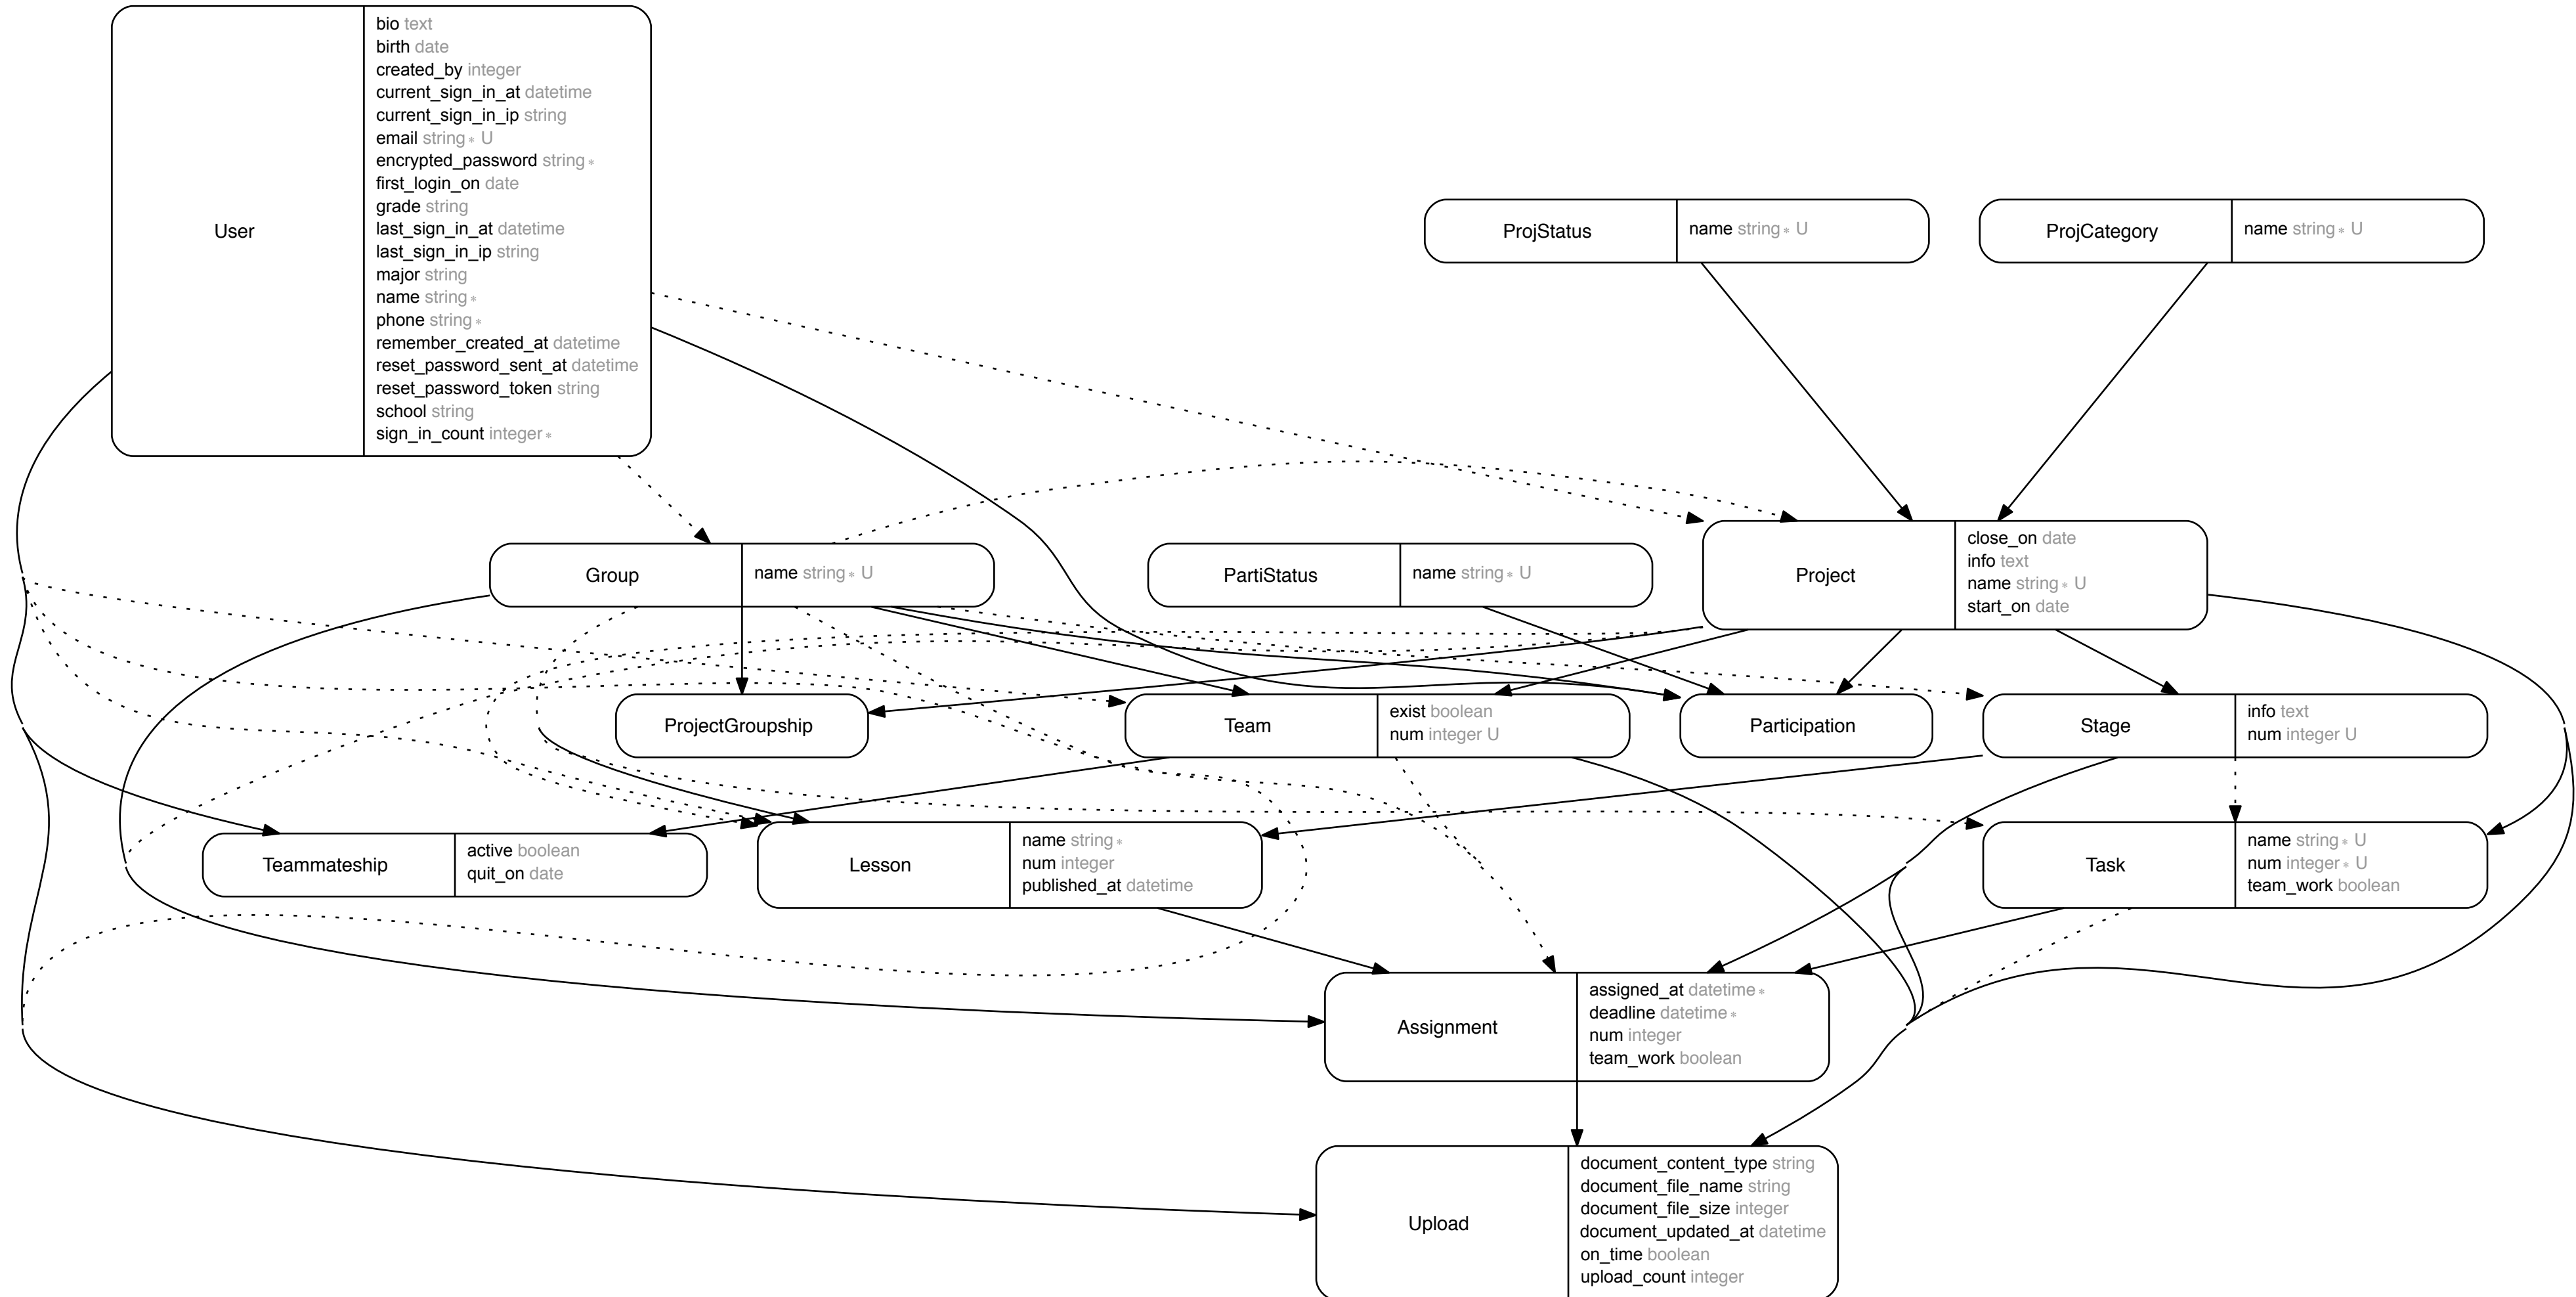 User
bio text
birth date
created_by integer
current_sign_in_at datetime
current_sign_in_ip string
email string* U
encrypted_password string*
first_login_on date
grade string
last_sign_in_at datetime
last_sign_in_ip string
major string
name string*
phone string*
remember_created_at datetime
reset_password_sent_at datetime
reset_password_token string
school string
sign_in_count integer*
ProjStatus
name string* U
ProjCategory
name string* U
Group
name string* U
PartiStatus
name string* U
Project
close_on date
info text
name string* U
start_on date
ProjectGroupship
Team
exist boolean
num integer U
Participation
Stage
info text
num integer U
Teammateship
active boolean
quit_on date
Lesson
name string*
num integer
published_at datetime
Task
name string* U
num integer* U
team_work boolean
Assignment
assigned_at datetime*
deadline datetime*
num integer
team_work boolean
Upload
document_content_type string
document_file_name string
document_file_size integer
document_updated_at datetime
on_time boolean
upload_count integer